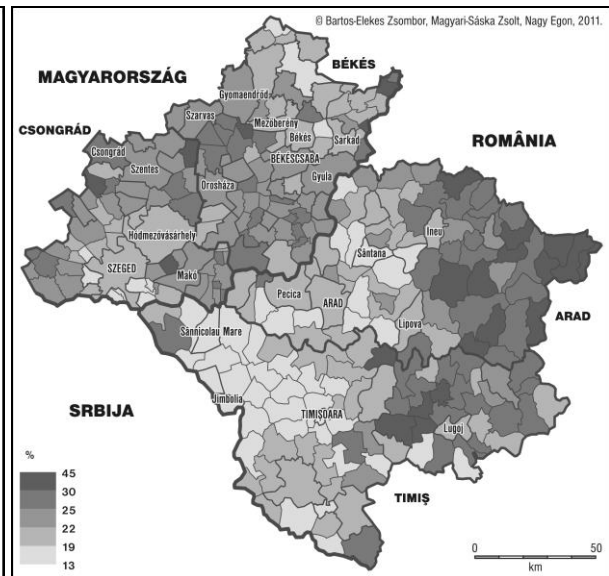 © Bartos-Elekes Zsombor, Magyari-Sáska Zsolt, Nagy Egon, 2011.
BÉKÉS
MAGYARORSZÁG
Gyomaendrőd
CSONGRÁD
Szarvas
Mezőberény
ROMÂNIA
Csongrád
Békés
Sarkad
Szentes
BÉKÉSCSABA
Orosháza
Gyula
Ineu
Hódmezővásárhely
Sântana
SZEGED
Makó
Pecica
ARAD
ARAD
Sânnicolau Mare
Lipova
SRBIJA
Jimbolia
TIMIȘOARA
Lugoj
TIMIȘ
%
45
30
25
22
19
13
0 50
km